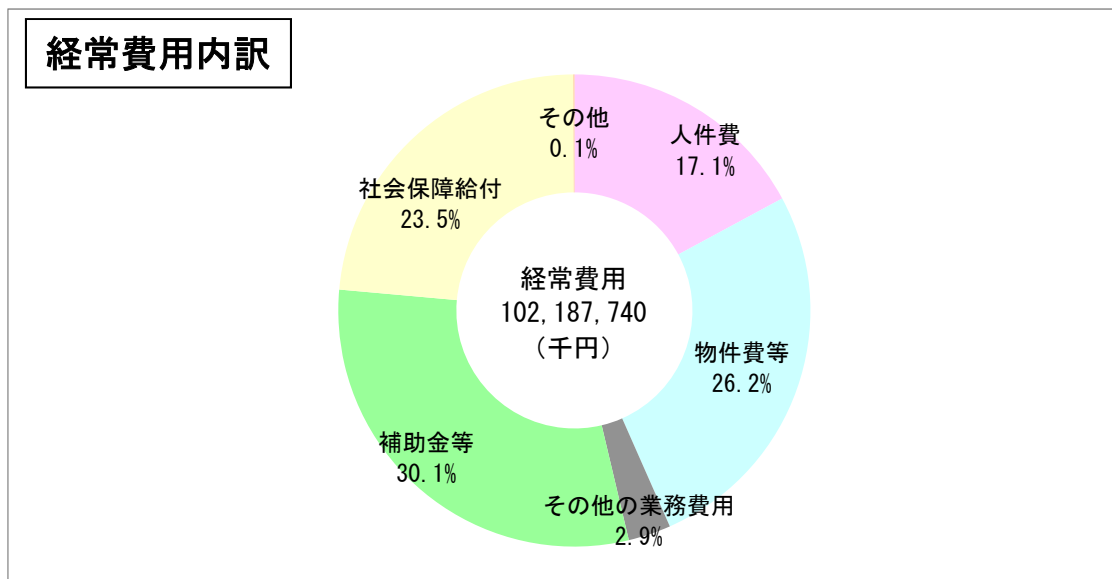 経常費用内訳
その他
0.1%
人件費
17.1%
社会保障給付
23.5%
経常費用
102,187,740
（千円）
物件費等
26.2%
補助金等
30.1%
その他の業務費用
2.9%